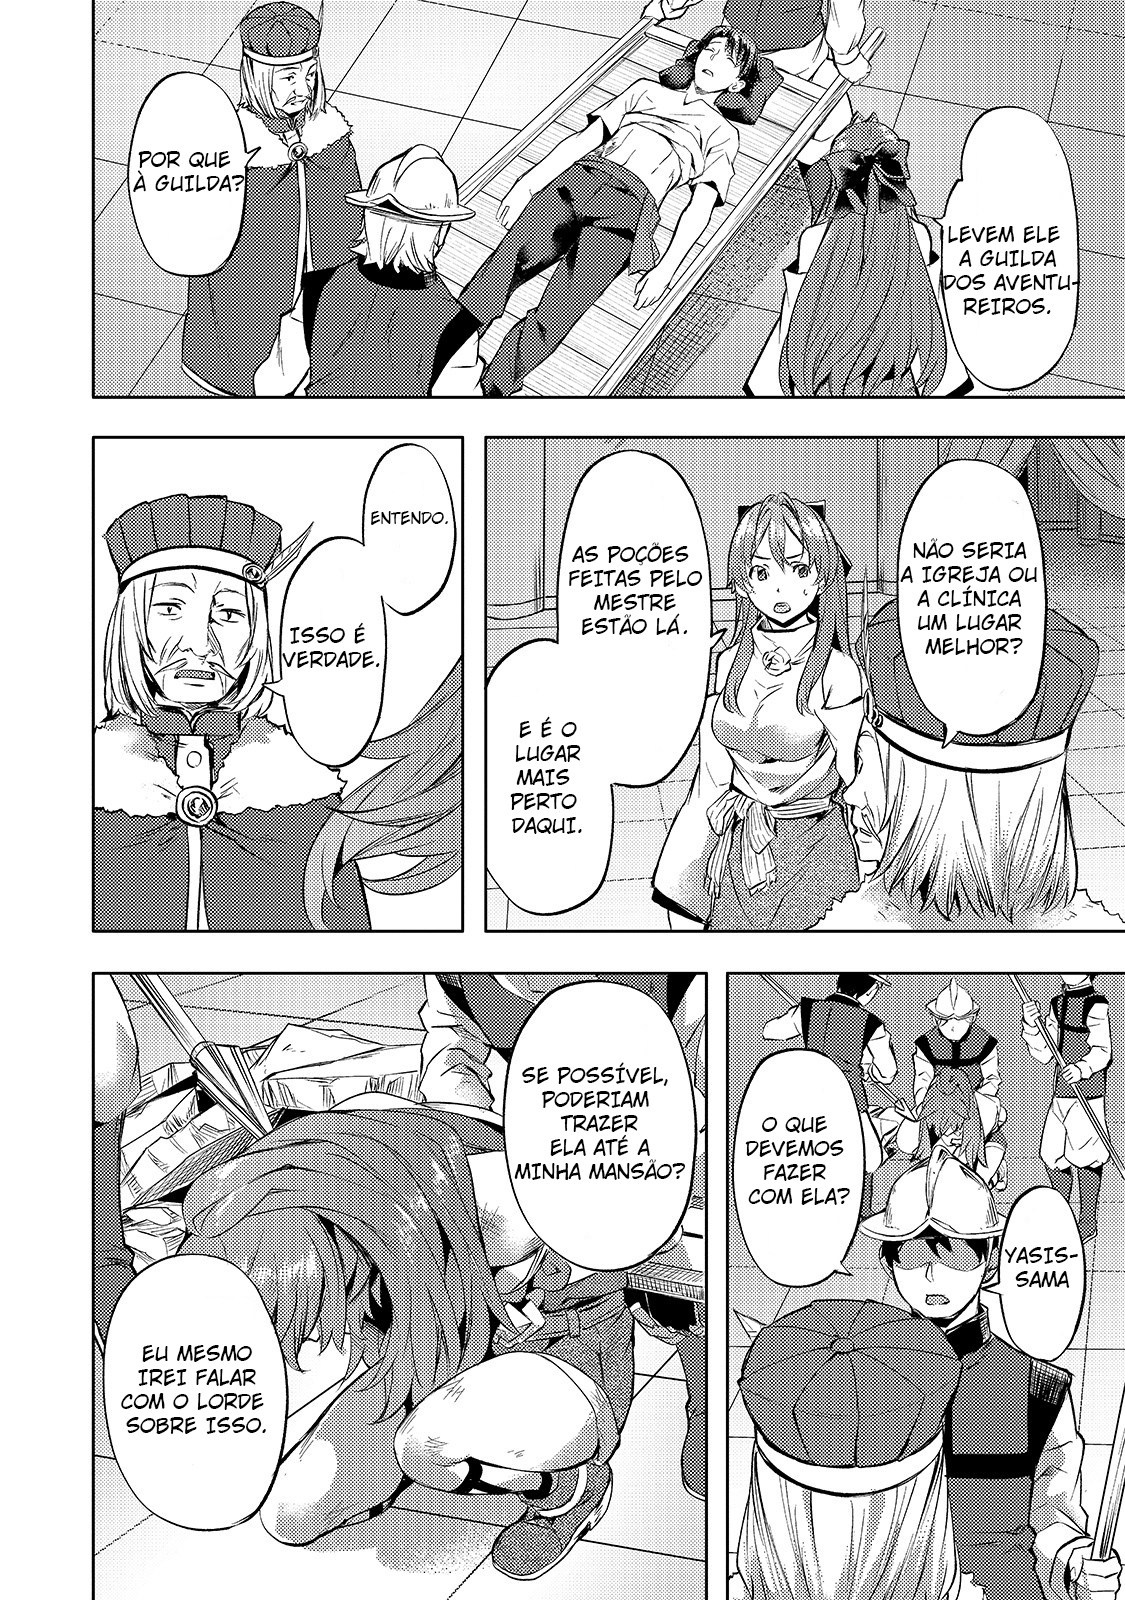 LEVEM ELE
A GUILDA
DOS AVENTU-
REIROS.
POR QUE
À GUILDA?
NÃO SERIA
A IGREJA OU
A CLÍNICA
UM LUGAR
MELHOR?
AS POÇÕES
FEITAS PELO
MESTRE
ESTÃO LÁ.
E É O
LUGAR
MAIS
PERTO
DAQUI.
ENTENDO.
ISSO É
VERDADE.
YASIS-
SAMA
O QUE
DEVEMOS
FAZER
COM ELA?
SE POSSÍVEL,
PODERIAM
TRAZER
ELA ATÉ A
MINHA MANSÃO?
EU MESMO
IREI FALAR
COM O LORDE
SOBRE ISSO.